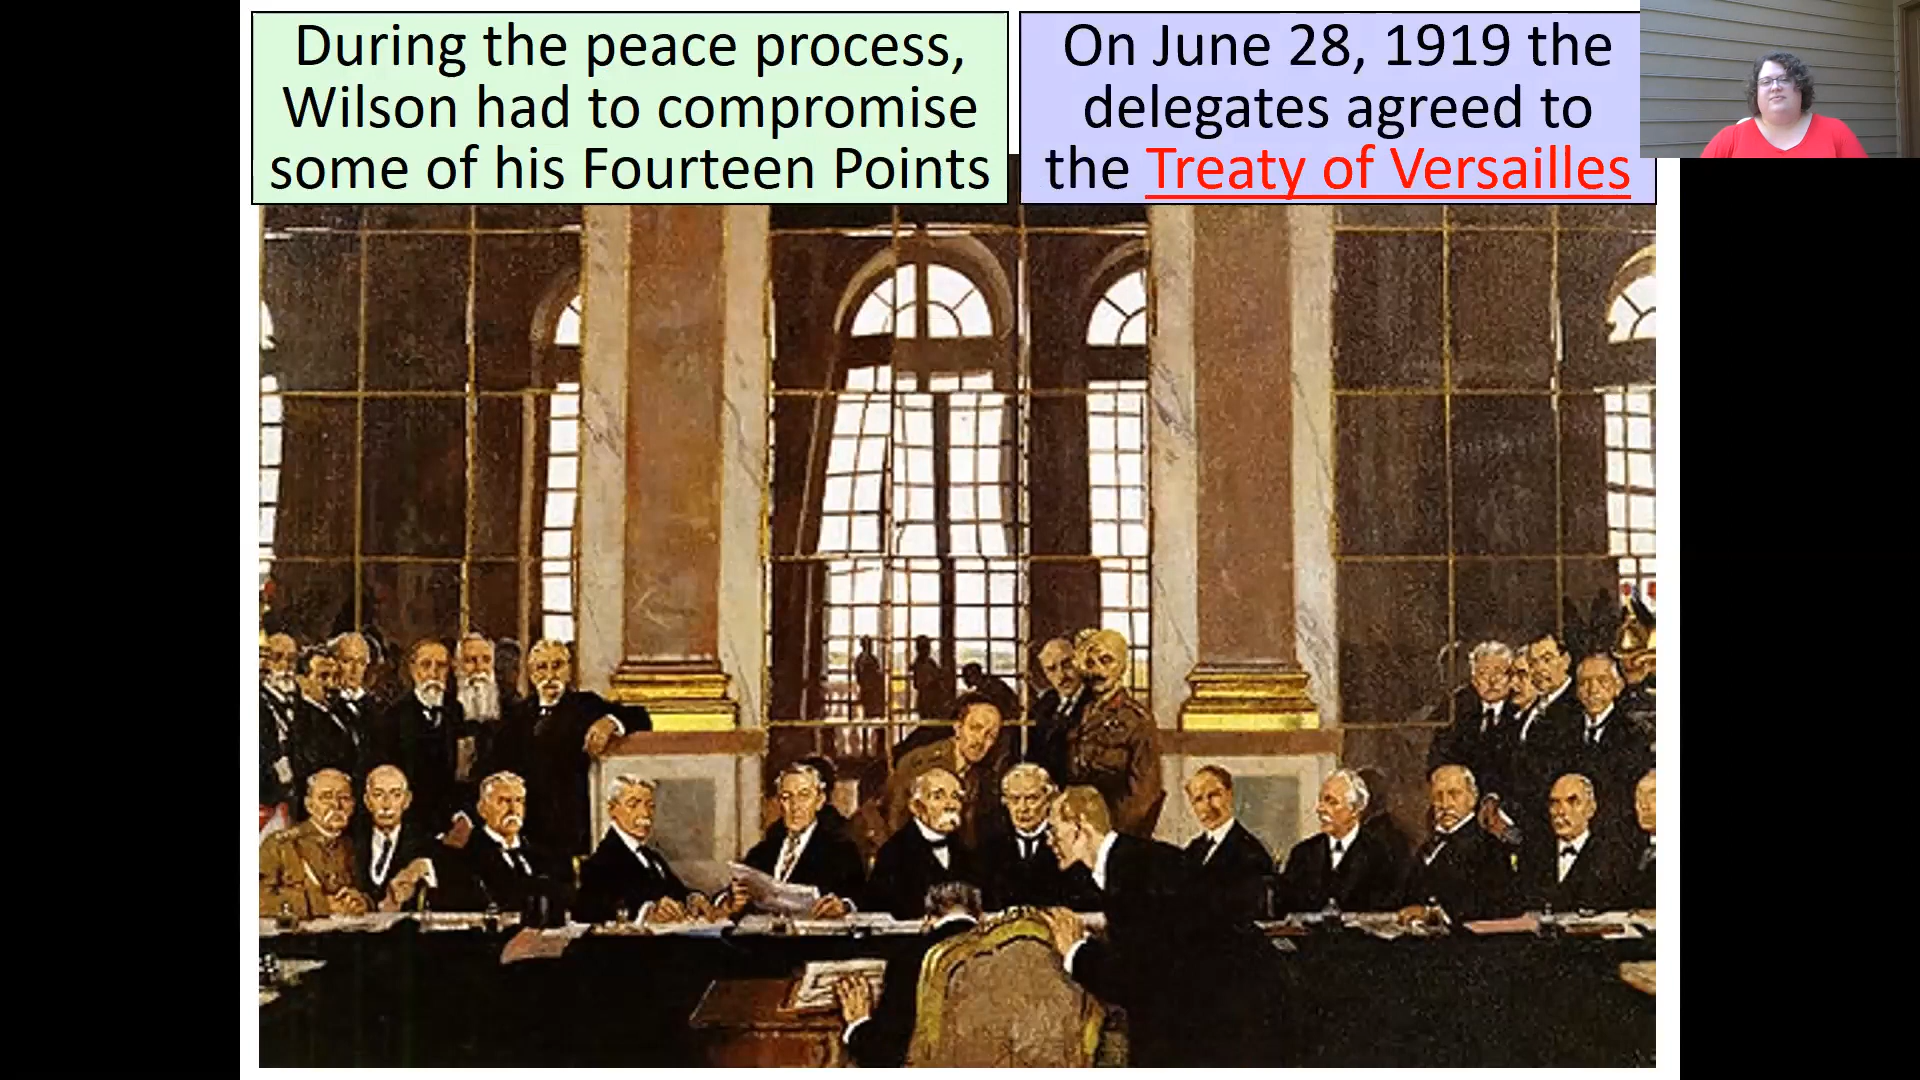 During the peace process,
Wilson had to compromise
some of his Fourteen Points
On June 28, 1919 the
delegates agreed to
the Treaty of Versailles